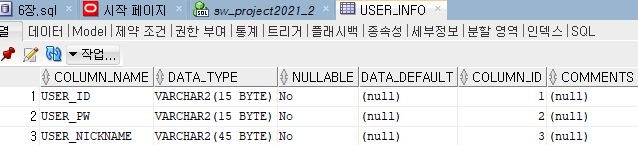 6장.sql 시작 페이지 sw_project2021_2 USER_INFO
열 데이터 Model 제약 조건 권한 부여 통계 트리거 플래시백 종속성 세부정보 분할 영역 인덱스 SQL
작업...
COLUMN_NAME DATA_TYPE NULLABLE DATA_DEFAULT COLUMN_ID COMMENTS
1 USER_ID VARCHAR2(15 BYTE) No (null) 1 (null)
2 USER_PW VARCHAR2(15 BYTE) No (null) 2 (null)
3 USER_NICKNAME VARCHAR2(45 BYTE) No (null) 3 (null)